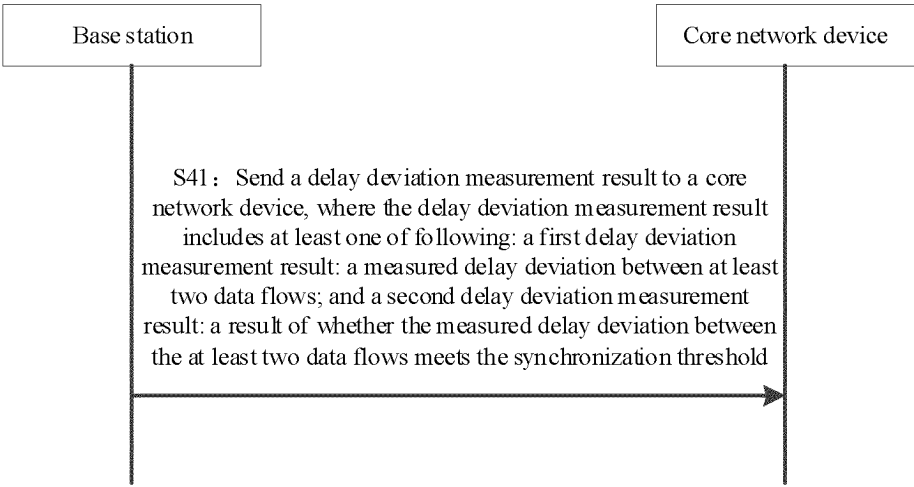 Base station
Core network device
S41： Send a delay deviation measurement result to a core
network device, where the delay deviation measurement result
includes at least one of following: a first delay deviation
measurement result: a measured delay deviation between at least
two data flows; and a second delay deviation measurement
result: a result of whether the measured delay deviation between
the at least two data flows meets the synchronization threshold